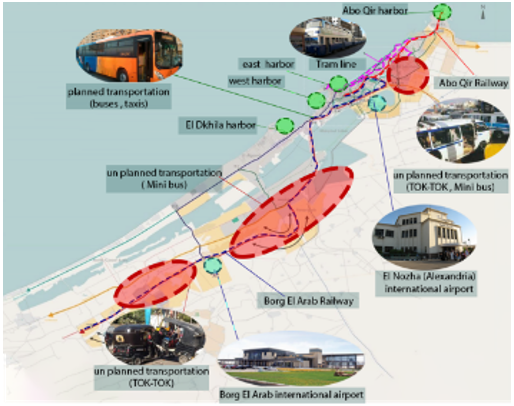 Abo Qir harbor
N
Tram line
east harbor
west harbor
planned transportation
(buses , taxis)
Abo Qir Railway
El Dkhila harbor
un planned transportation
( Mini bus)
un planned transportation
(TOK-TOK , Mini bus)
El Nozha (Alexandria)
international airport
Borg El Arab Railway
un planned transportation
(TOK-TOK)
Borg El Arab international airport